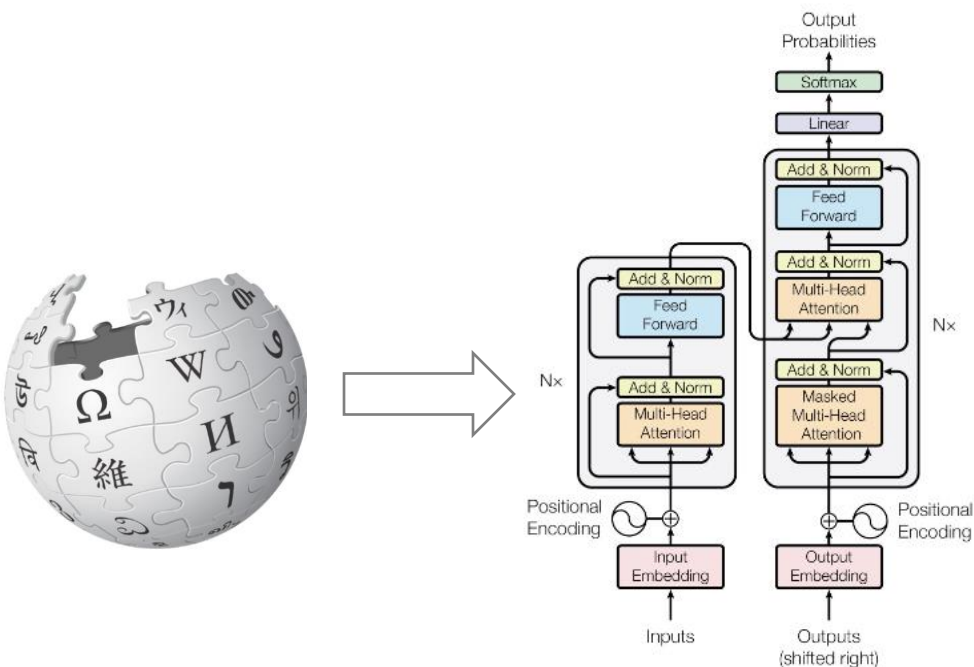 Output
Probabilities
Softmax
Linear
Add & Norm
Feed
Forward
Add & Norm
Multi-Head
Attention
Nx
Add & Norm
Masked
Multi-Head
Attention
Add & Norm
Feed
Forward
Nx
Add & Norm
Multi-Head
Attention
Positional
Encoding
Positional
Encoding
Input
Embedding
Output
Embedding
Inputs
Outputs
(shifted right)
ウィ
W
Ω
И
維